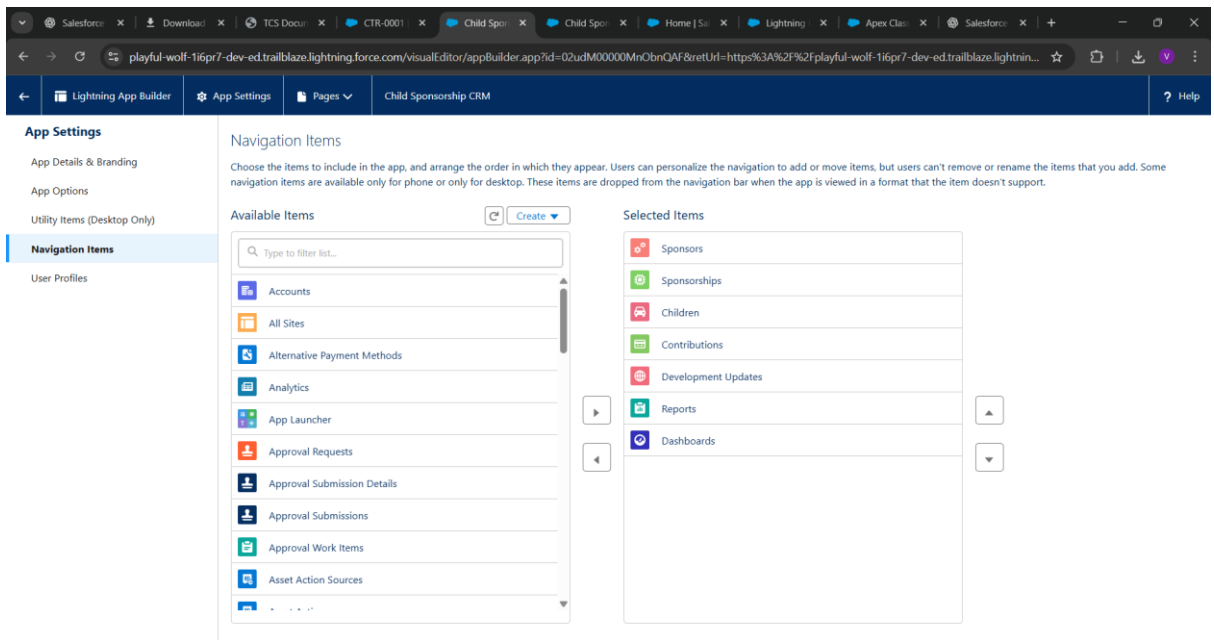 Salesforce
Download
TCS Docun
CTR-0001
Child Spon
Child Spon
Home | Sal
Lightning
Apex Class
Salesforce
playful-wolf-1i6pr7-dev-ed.trailblaze.lightning.force.com/visualEditor/appBuilder.app?id=02udM00000MnObnQAF&retUrl=https%3A%2F%2Fplayful-wolf-1i6pr7-dev-ed.trailblaze.lightnin...
V
Lightning App Builder
App Settings
Pages
Child Sponsorship CRM
? Help
App Settings
App Details & Branding
App Options
Utility Items (Desktop Only)
Navigation Items
User Profiles
Navigation Items
Choose the items to include in the app, and arrange the order in which they appear. Users can personalize the navigation to add or move items, but users can't remove or rename the items that you add. Some
navigation items are available only for phone or only for desktop. These items are dropped from the navigation bar when the app is viewed in a format that the item doesn't support.
Available Items
Create
Type to filter list...
Accounts
All Sites
Alternative Payment Methods
Analytics
App Launcher
Approval Requests
Approval Submission Details
Approval Submissions
Approval Work Items
Asset Action Sources
Selected Items
Sponsors
Sponsorships
Children
Contributions
Development Updates
Reports
Dashboards